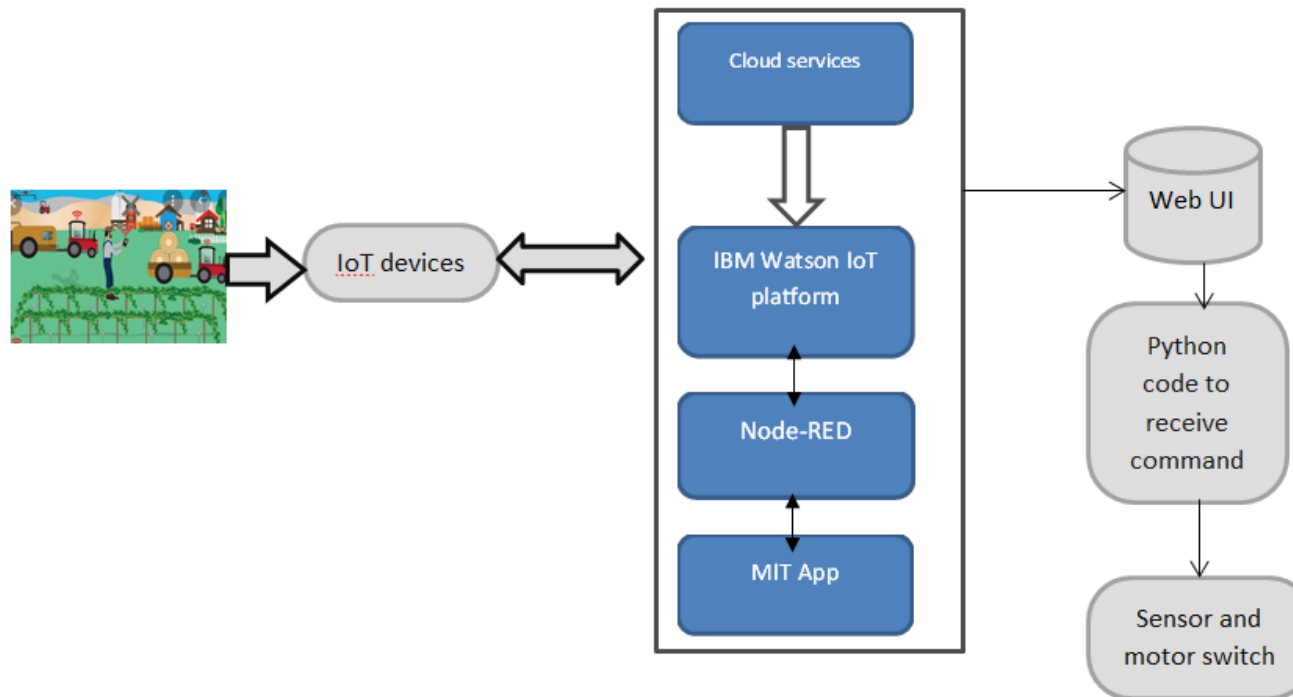 Cloud services
IoT devices
IBM Watson IoT
platform
Node-RED
MIT App
Web UI
Python
code to
receive
command
Sensor and
motor switch